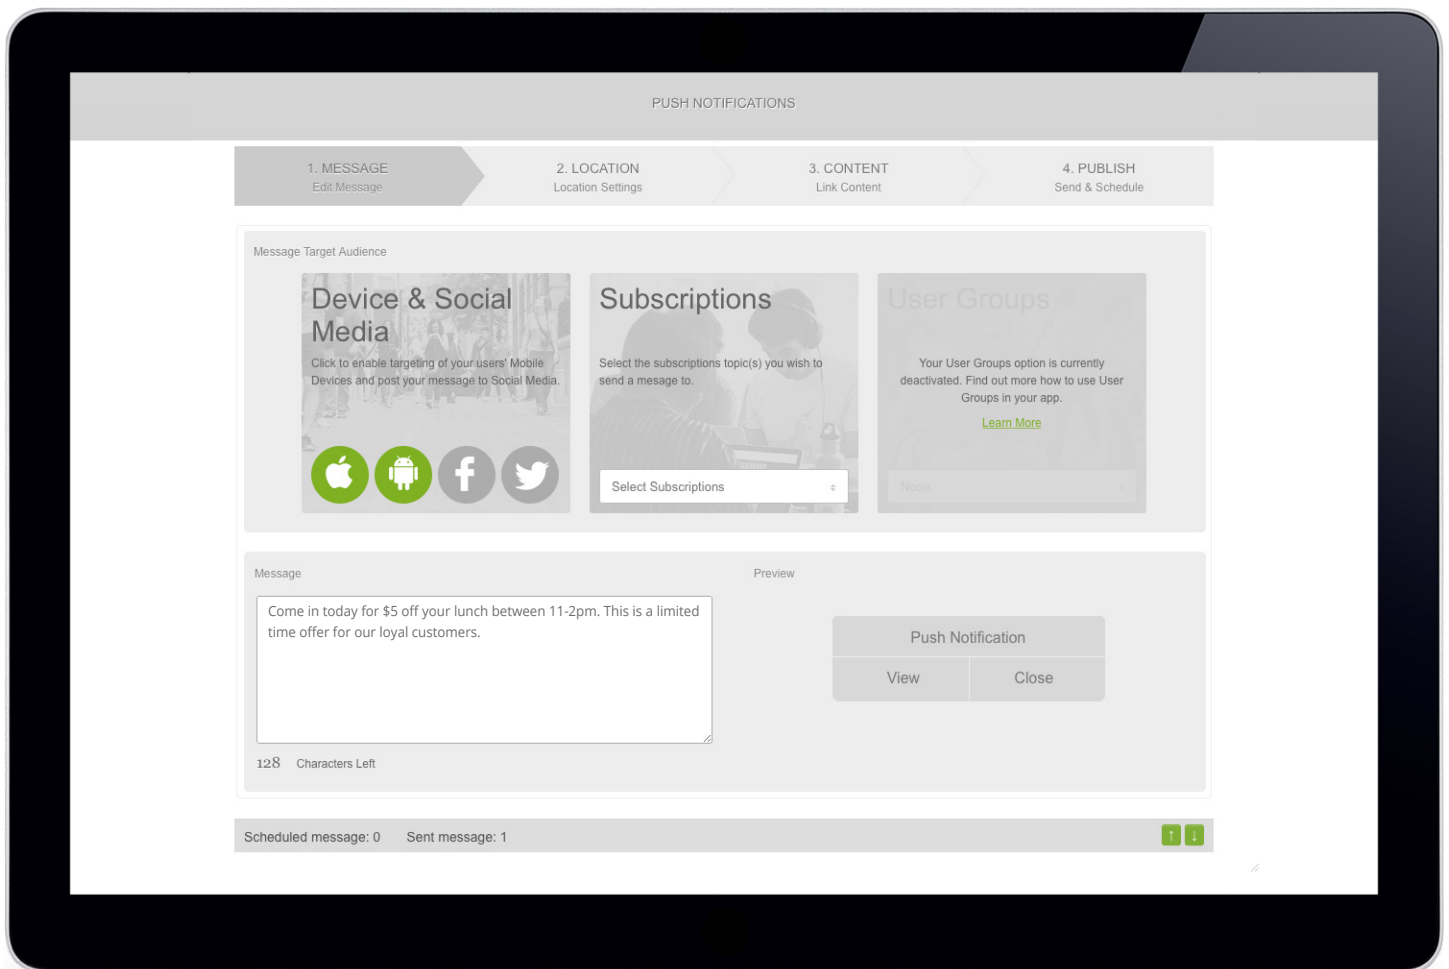 PUSH NOTIFICATIONS
1. MESSAGE
Edit Message
2. LOCATION
Location Settings
3. CONTENT
Link Content
4. PUBLISH
Send & Schedule
Message Target Audience
Device & Social
Media
Click to enable targeting of your users' Mobile
Devices and post your message to Social Media.
Subscriptions
Select the subscriptions topic(s) you wish to
send a mesage to.
Select Subscriptions
User Groups
Your User Groups option is currently
deactivated. Find out more how to use User
Groups in your app.
Learn More
None
Message
Come in today for $5 off your lunch between 11-2pm. This is a limited
time offer for our loyal customers.
128 Characters Left
Preview
Push Notification
View
Close
Scheduled message: 0
Sent message: 1